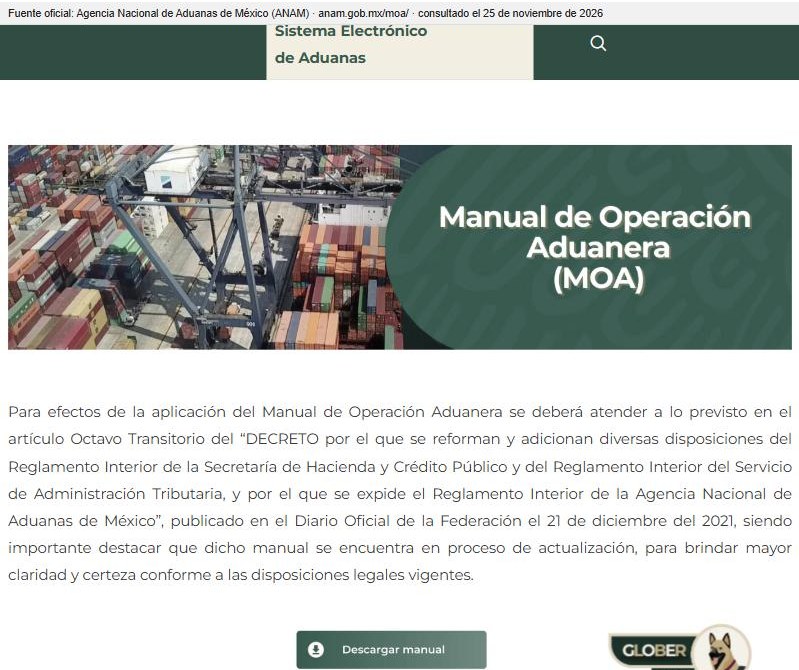 Fuente oficial: Agencia Nacional de Aduanas de México (ANAM) · anam.gob.mx/moa/ · consultado el 25 de noviembre de 2026
Sistema Electrónico
de Aduanas
Manual de Operación
Aduanera
(MOA)
Para efectos de la aplicación del Manual de Operación Aduanera se deberá atender a lo previsto en el
artículo Octavo Transitorio del “DECRETO por el que se reforman y adicionan diversas disposiciones del
Reglamento Interior de la Secretaría de Hacienda y Crédito Público y del Reglamento Interior del Servicio
de Administración Tributaria, y por el que se expide el Reglamento Interior de la Agencia Nacional de
Aduanas de México”, publicado en el Diario Oficial de la Federación el 21 de diciembre del 2021, siendo
importante destacar que dicho manual se encuentra en proceso de actualización, para brindar mayor
claridad y certeza conforme a las disposiciones legales vigentes.
Descargar manual
GLOBER